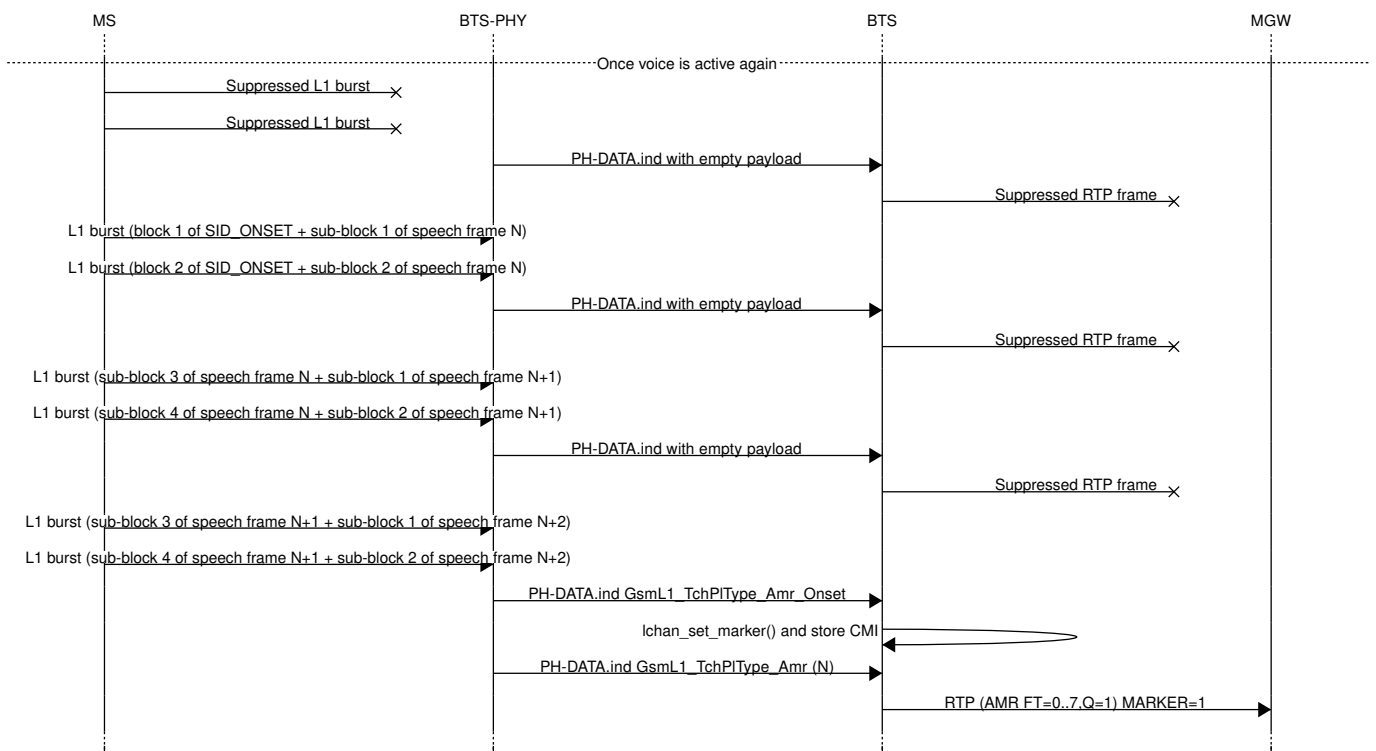 MS BTS-PHY BTS MGW
Once voice is active again
Suppressed L1 burst
Suppressed L1 burst
PH-DATA.ind with empty payload
Suppressed RTP frame
L1 burst (block 1 of SID_ONSET + sub-block 1 of speech frame N)
L1 burst (block 2 of SID_ONSET + sub-block 2 of speech frame N)
PH-DATA.ind with empty payload
Suppressed RTP frame
L1 burst (sub-block 3 of speech frame N + sub-block 1 of speech frame N+1)
L1 burst (sub-block 4 of speech frame N + sub-block 2 of speech frame N+1)
PH-DATA.ind with empty payload
Suppressed RTP frame
L1 burst (sub-block 3 of speech frame N+1 + sub-block 1 of speech frame N+2)
L1 burst (sub-block 4 of speech frame N+1 + sub-block 2 of speech frame N+2)
PH-DATA.ind GsmL1_TchPlType_Amr_Onset
lchan_set_marker() and store CMI
PH-DATA.ind GsmL1_TchPlType_Amr (N)
RTP (AMR FT=0..7,Q=1) MARKER=1